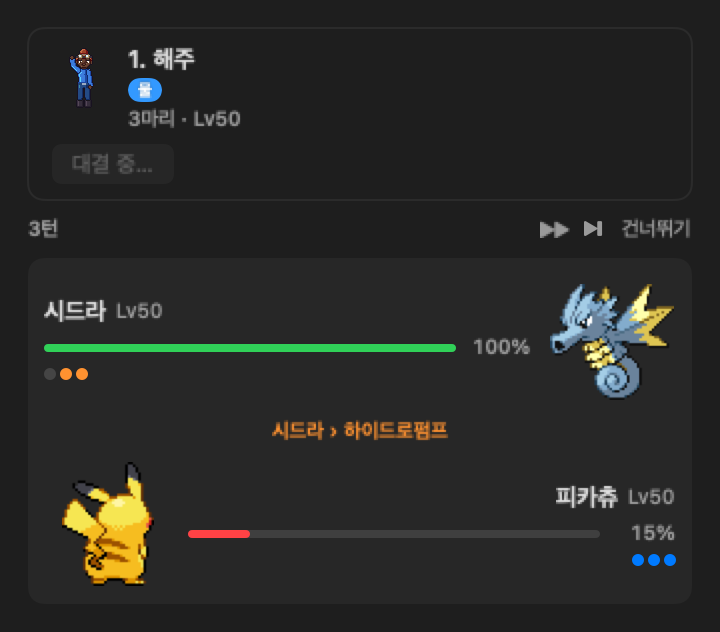 1. 해주
물
3마리 · Lv50
대결 중...
3턴
건너뛰기
시드라 Lv50
100%
시드라 › 하이드로펌프
피카츄 Lv50
15%